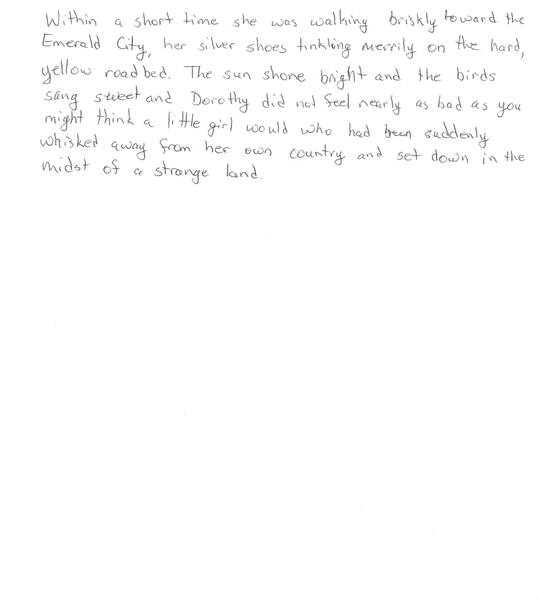 Within a short time she was walking briskly toward the
Emerald City, her silver shoes tinkling merrily on the hard,
yellow roadbed. The sun shone bright and the birds
sang sweet and Dorothy did not feel nearly as bad as you
might think a little girl would who had been suddenly
whisked away from her own country and set down in the
midst of a strange land.